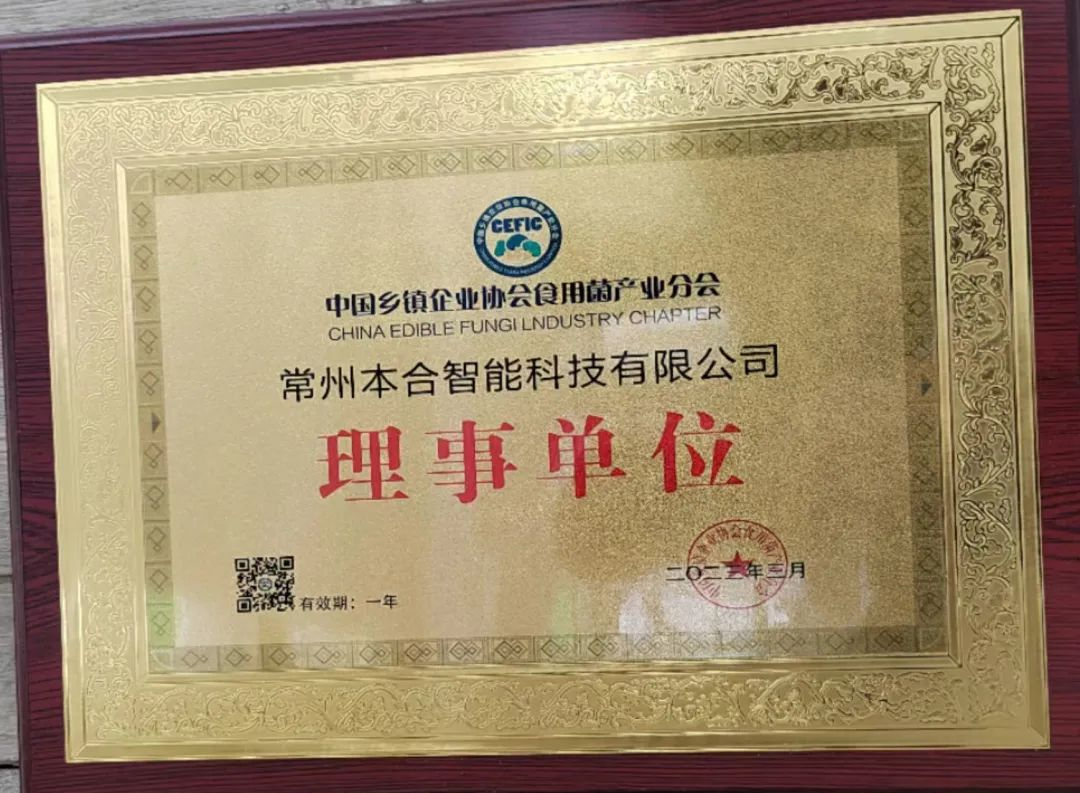 CEFIC
中国乡镇企业协会食用菌产业分会
CHINA EDIBLE FUNGI LNDUSTRY CHAPTER
常州本合智能科技有限公司
理事单位
有效期：一年
二〇二三年三月